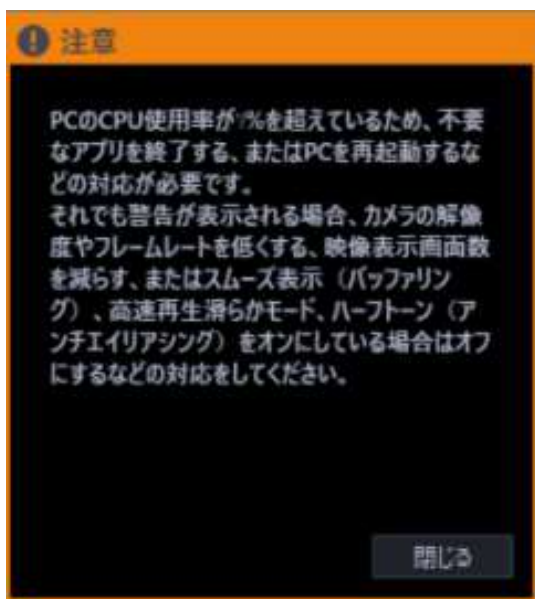 注意
PCのCPU使用率が%を超えているため、不要
なアプリを終了する、またはPCを再起動するな
どの対応が必要です。
それでも警告が表示される場合、カメラの解像
度やフレームレートを低くする、映像表示画面数
を減らす、またはスムーズ表示（バッファリン
グ）、高速再生滑らかモード、ハーフトーン（ア
ンチエイリアシング）をオンにしている場合はオフ
にするなどの対応をしてください。
閉じる